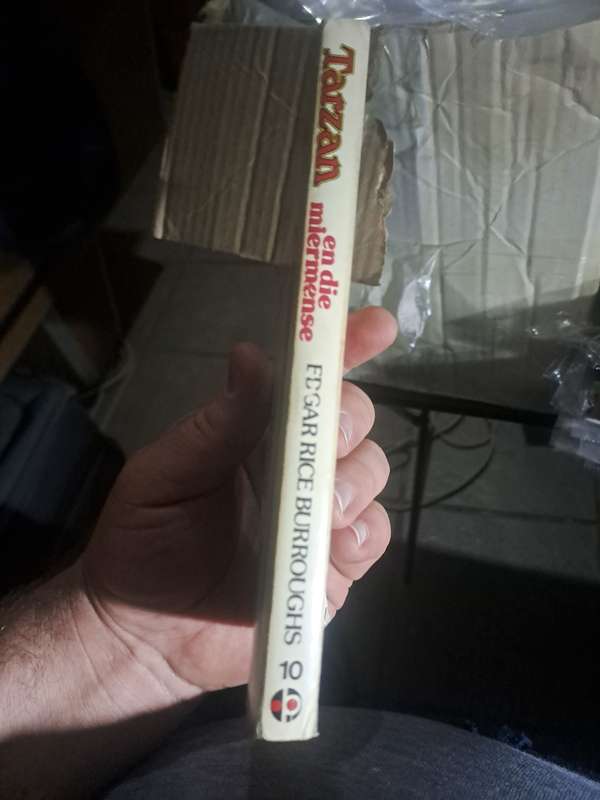 Tarzan
en die
miermense
EDGAR RICE BURROUGHS
10